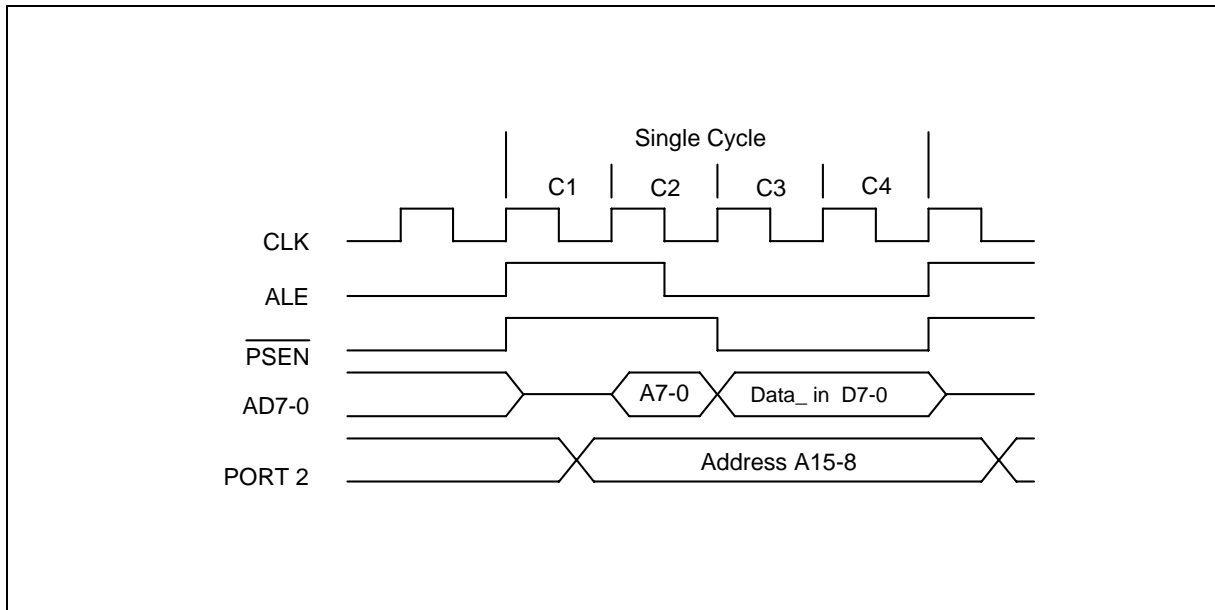 Single Cycle
C1 C2 C3 C4
CLK
ALE
PSEN
AD7-0 A7-0 Data_ in D7-0
PORT 2 Address A15-8